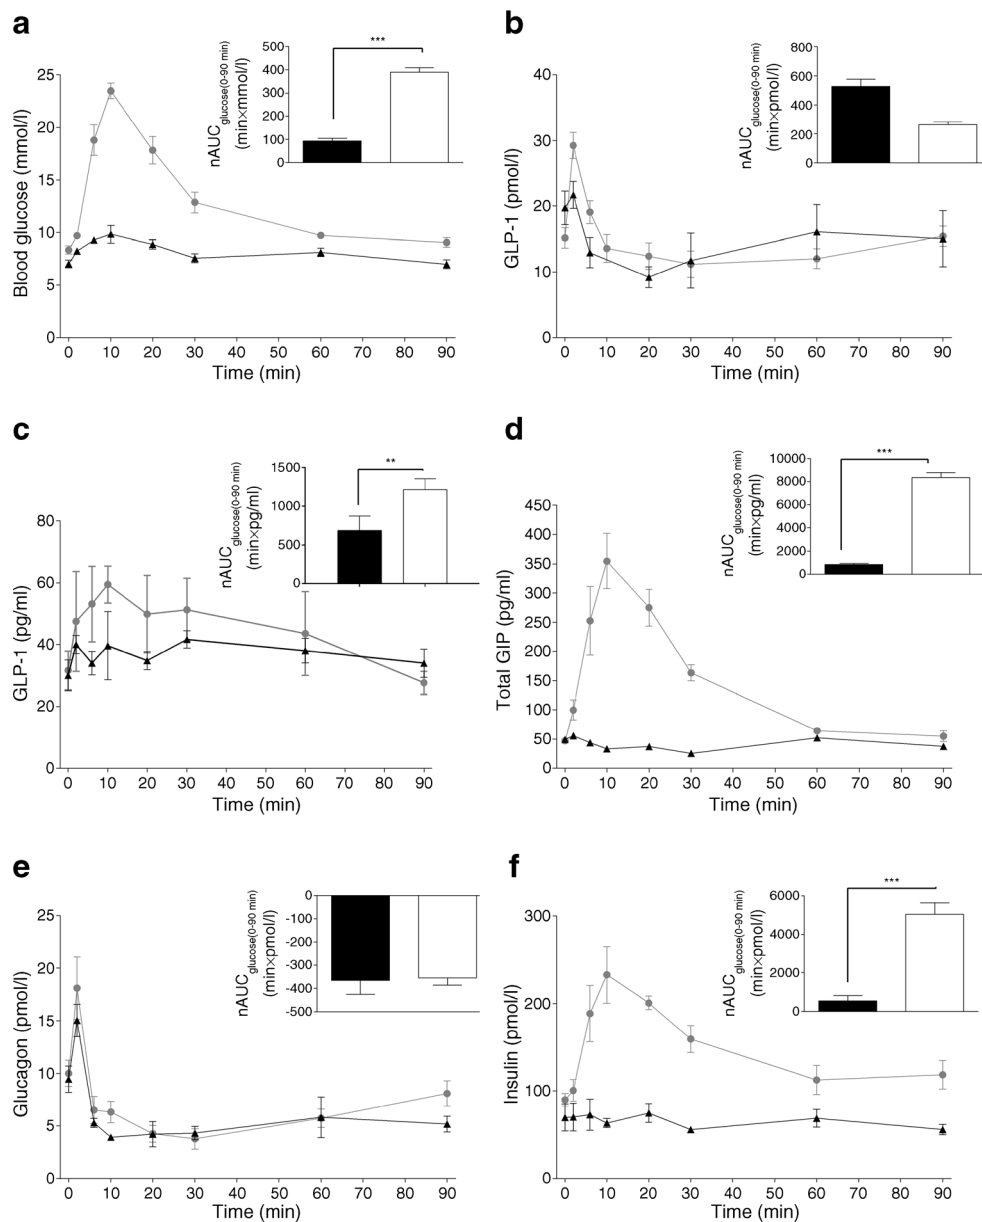 a
nAUCglucose(0-90 min)
(min×mmol/l)
500
400
300
200
100
0
***
Blood glucose (mmol/l)
25
20
15
10
5
0
0 10 20 30 40 50 60 70 80 90
Time (min)
b
nAUCglucose(0-90 min)
(min×pmol/l)
800
600
400
200
0
GLP-1 (pmol/l)
40
30
20
10
0
0 10 20 30 40 50 60 70 80 90
Time (min)
c
nAUCglucose(0-90 min)
(min×pg/ml)
1500
1000
500
0
**
GLP-1 (pg/ml)
80
60
40
20
0
0 10 20 30 40 50 60 70 80 90
Time (min)
d
nAUCglucose(0-90 min)
(min×pg/ml)
10000
8000
6000
4000
2000
0
***
Total GIP (pg/ml)
450
400
350
300
250
200
150
100
50
0
0 10 20 30 40 50 60 70 80 90
Time (min)
e
nAUCglucose(0-90 min)
(min×pmol/l)
0
-100
-200
-300
-400
-500
Glucagon (pmol/l)
25
20
15
10
5
0
0 10 20 30 40 50 60 70 80 90
Time (min)
f
nAUCglucose(0-90 min)
(min×pmol/l)
6000
4000
2000
0
***
Insulin (pmol/l)
300
200
100
0
0 10 20 30 40 50 60 70 80 90
Time (min)